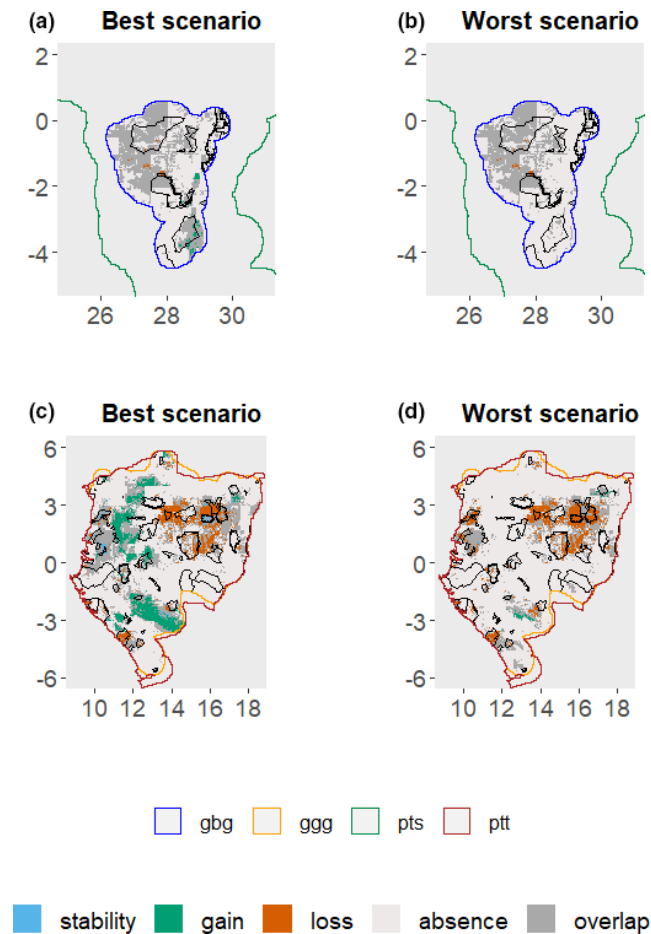 (a) Best scenario (b) Worst scenario
2 2
0 0
-2 -2
-4 -4
26 28 30 26 28 30
(c) Best scenario (d) Worst scenario
6 6
3 3
0 0
-3 -3
-6 -6
10 12 14 16 18 10 12 14 16 18
gbg ggg pts ptt
stability gain loss absence overlap